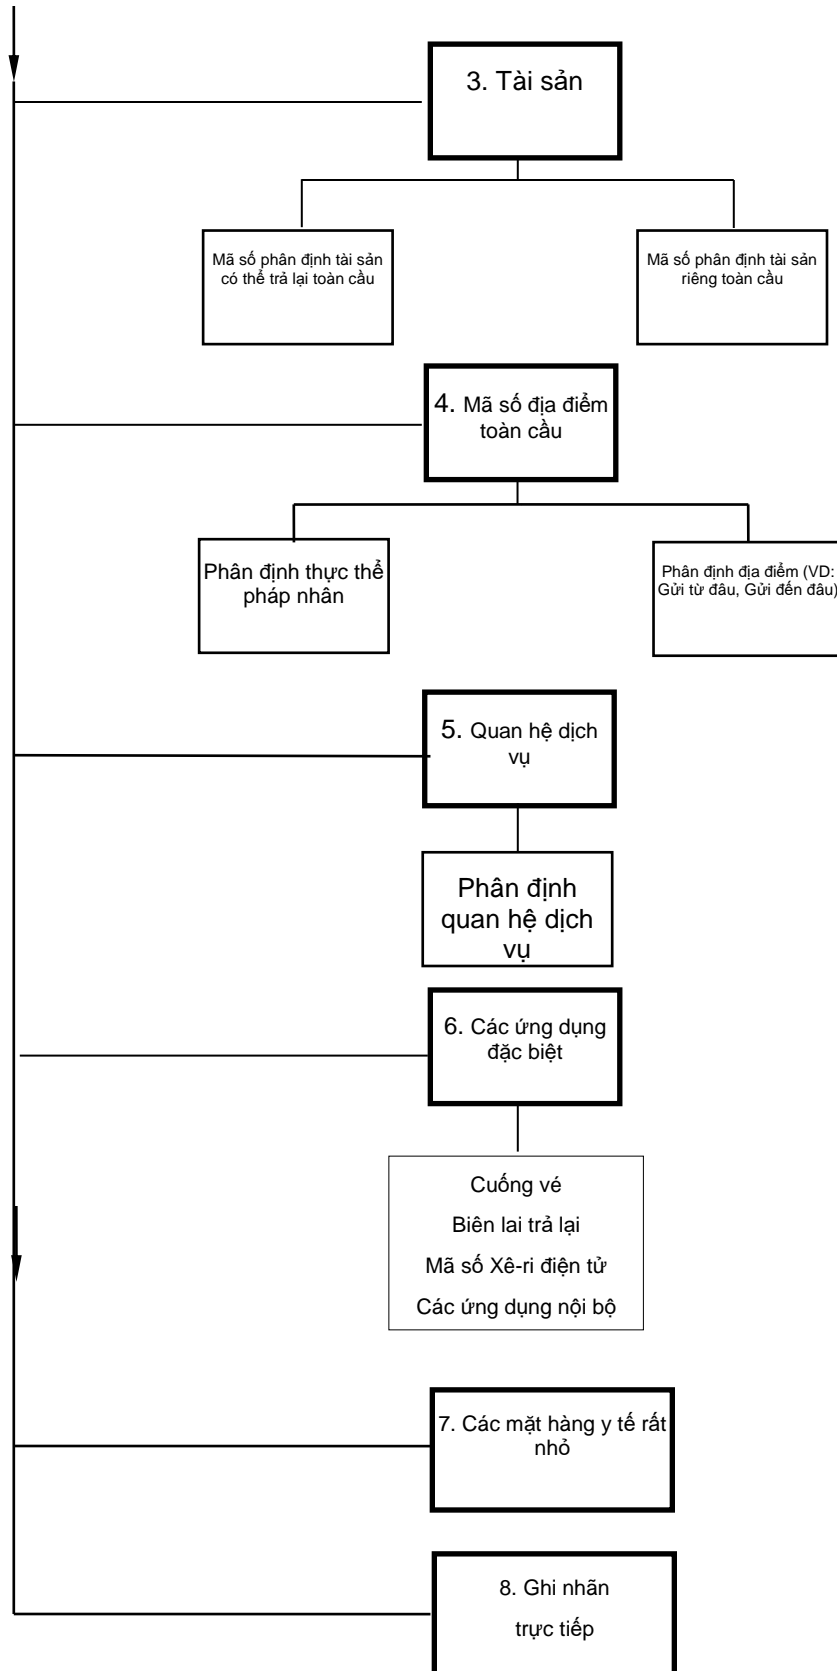 3. Tài sản
Mã số phân định tài sản
có thể trả lại toàn cầu
Mã số phân định tài sản
riêng toàn cầu
4. Mã số địa điểm
toàn cầu
Phân định thực thể
pháp nhân
Phân định địa điểm (VD:
Gửi từ đâu, Gửi đến đâu)
5. Quan hệ dịch
vụ
Phân định
quan hệ dịch
vụ
6. Các ứng dụng
đặc biệt
Cuống vé
Biên lai trả lại
Mã số Xê-ri điện tử
Các ứng dụng nội bộ
7. Các mặt hàng y tế rất
nhỏ
8. Ghi nhãn
trực tiếp